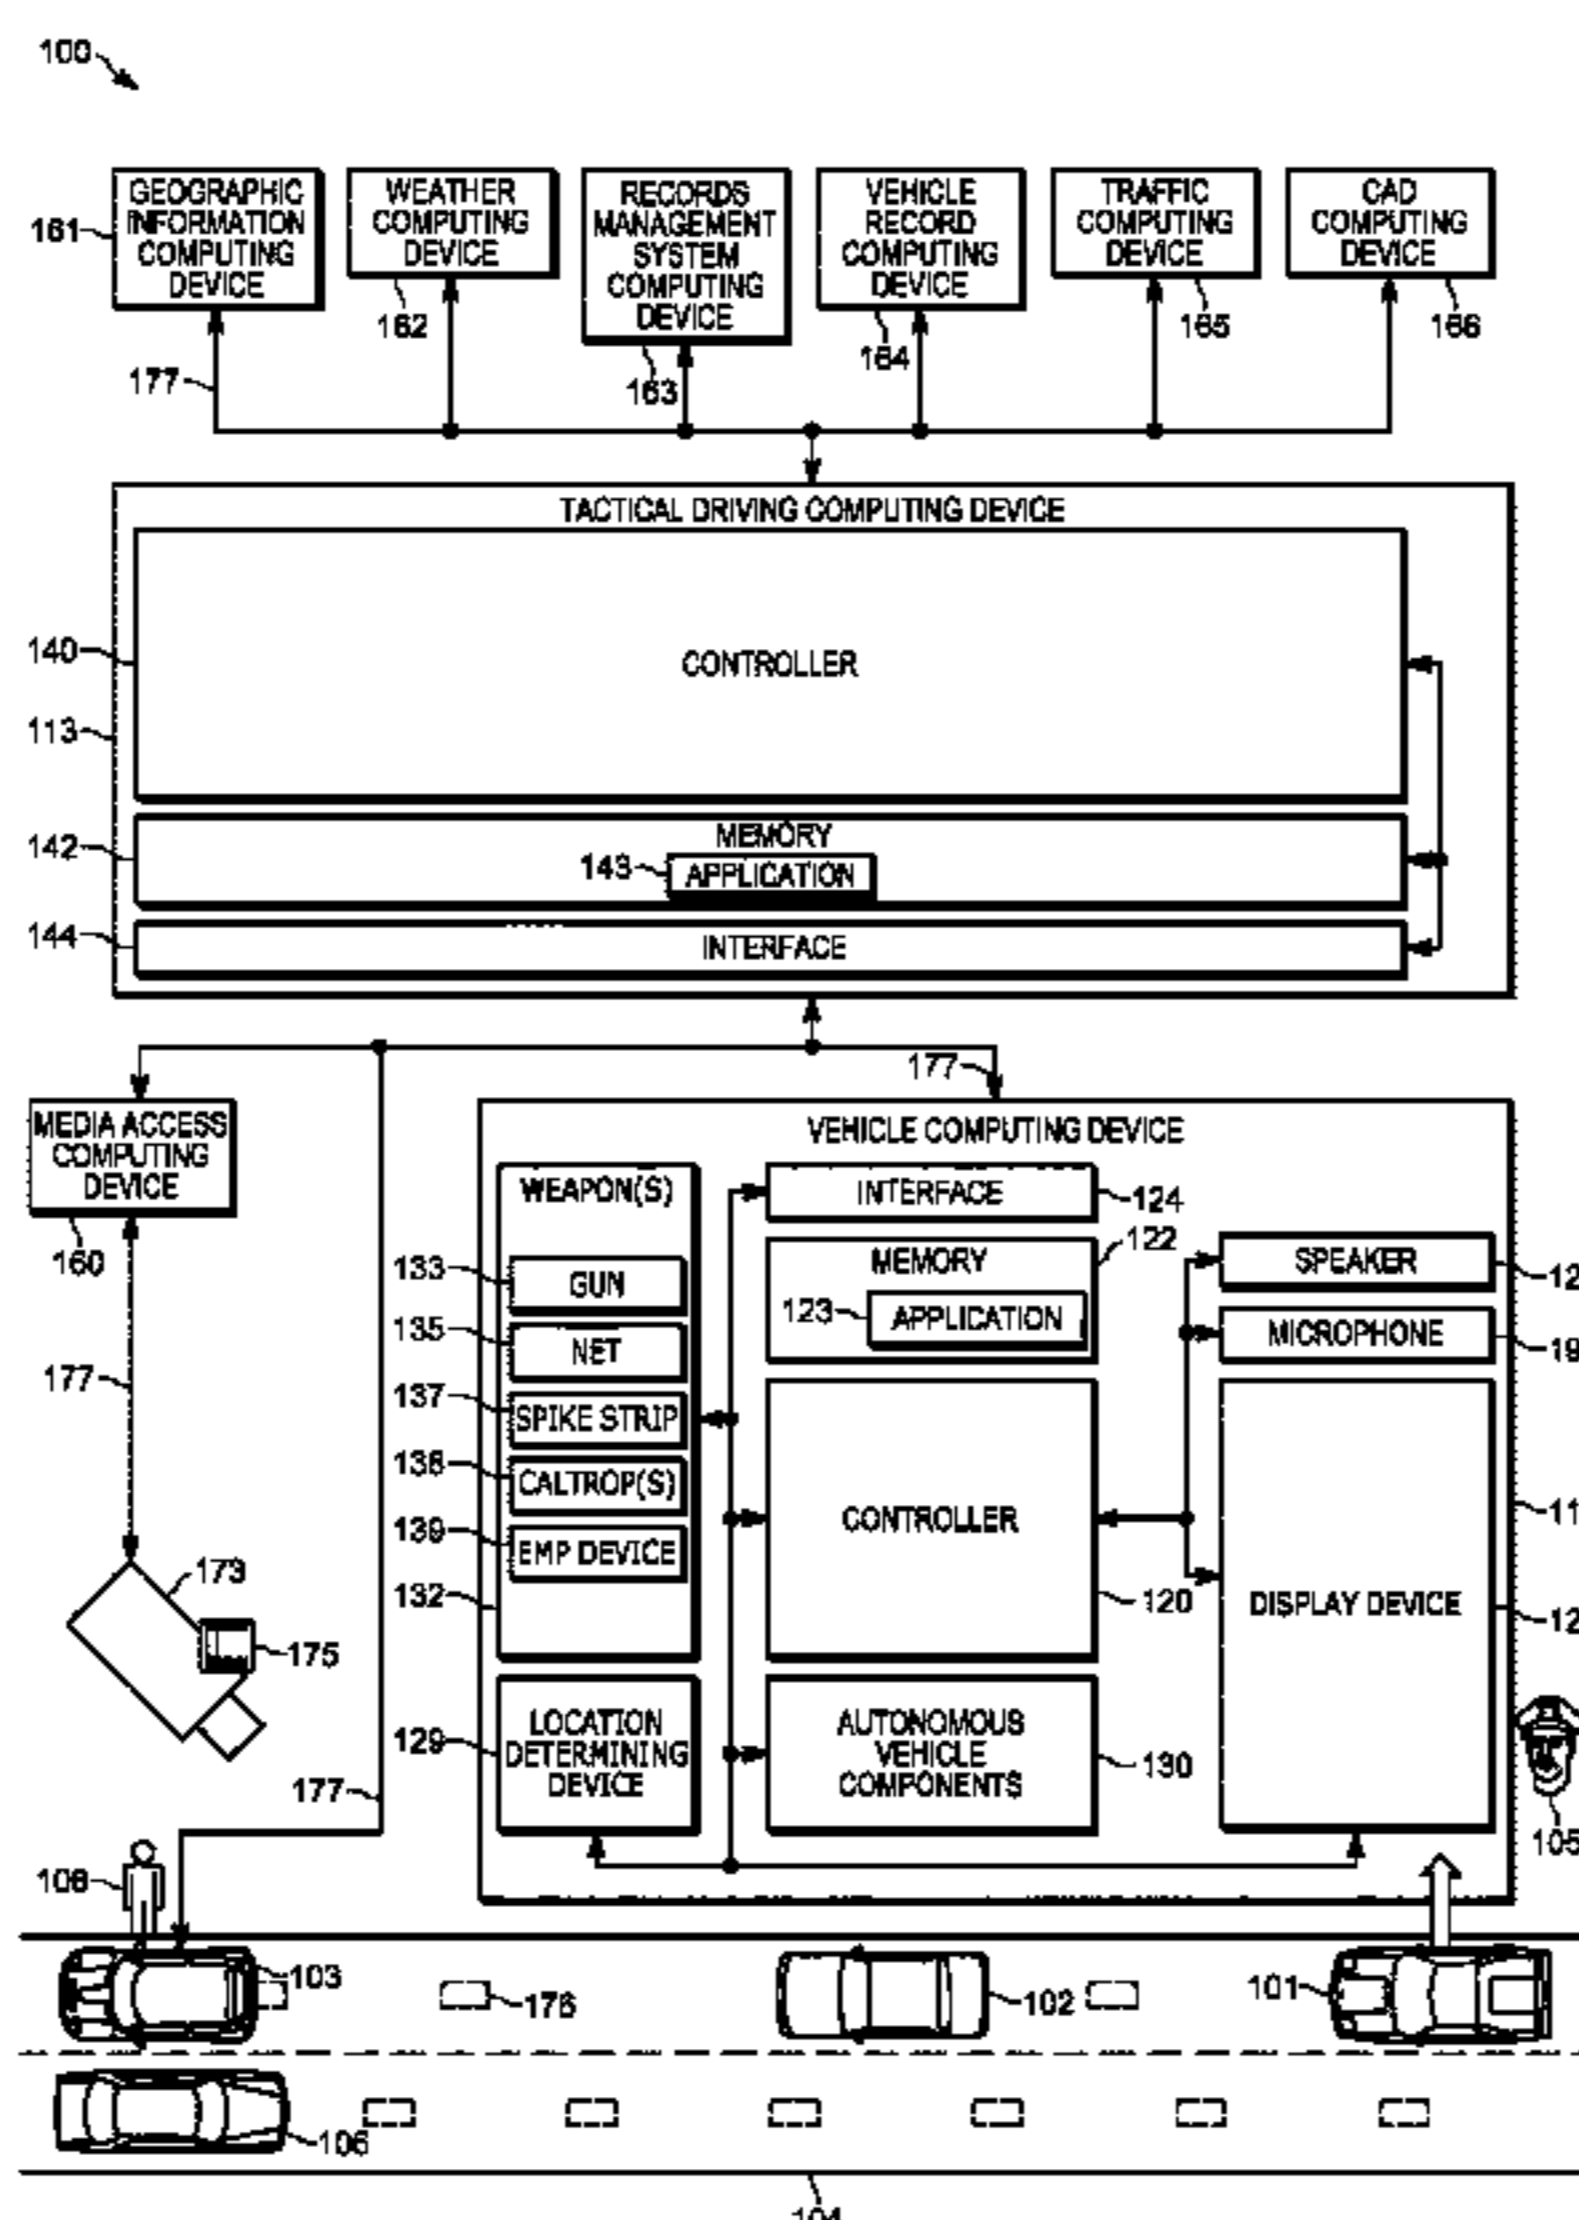 100
GEOGRAPHIC
INFORMATION
COMPUTING
DEVICE
161
WEATHER
COMPUTING
DEVICE
162
RECORDS
MANAGEMENT
SYSTEM
COMPUTING
DEVICE
163
VEHICLE
RECORD
COMPUTING
DEVICE
164
TRAFFIC
COMPUTING
DEVICE
165
CAD
COMPUTING
DEVICE
166
177
TACTICAL DRIVING COMPUTING DEVICE
140
CONTROLLER
113
142
MEMORY
143
APPLICATION
144
INTERFACE
177
MEDIA ACCESS
COMPUTING
DEVICE
160
177
173
175
177
VEHICLE COMPUTING DEVICE
WEAPON(S)
133
GUN
135
NET
137
SPIKE STRIP
138
CALTROP(S)
139
EMP DEVICE
132
129
LOCATION
DETERMINING
DEVICE
INTERFACE
124
MEMORY
122
123
APPLICATION
CONTROLLER
120
AUTONOMOUS
VEHICLE
COMPONENTS
130
SPEAKER
12
MICROPHONE
19
11
DISPLAY DEVICE
12
105
108
103
176
102
101
106